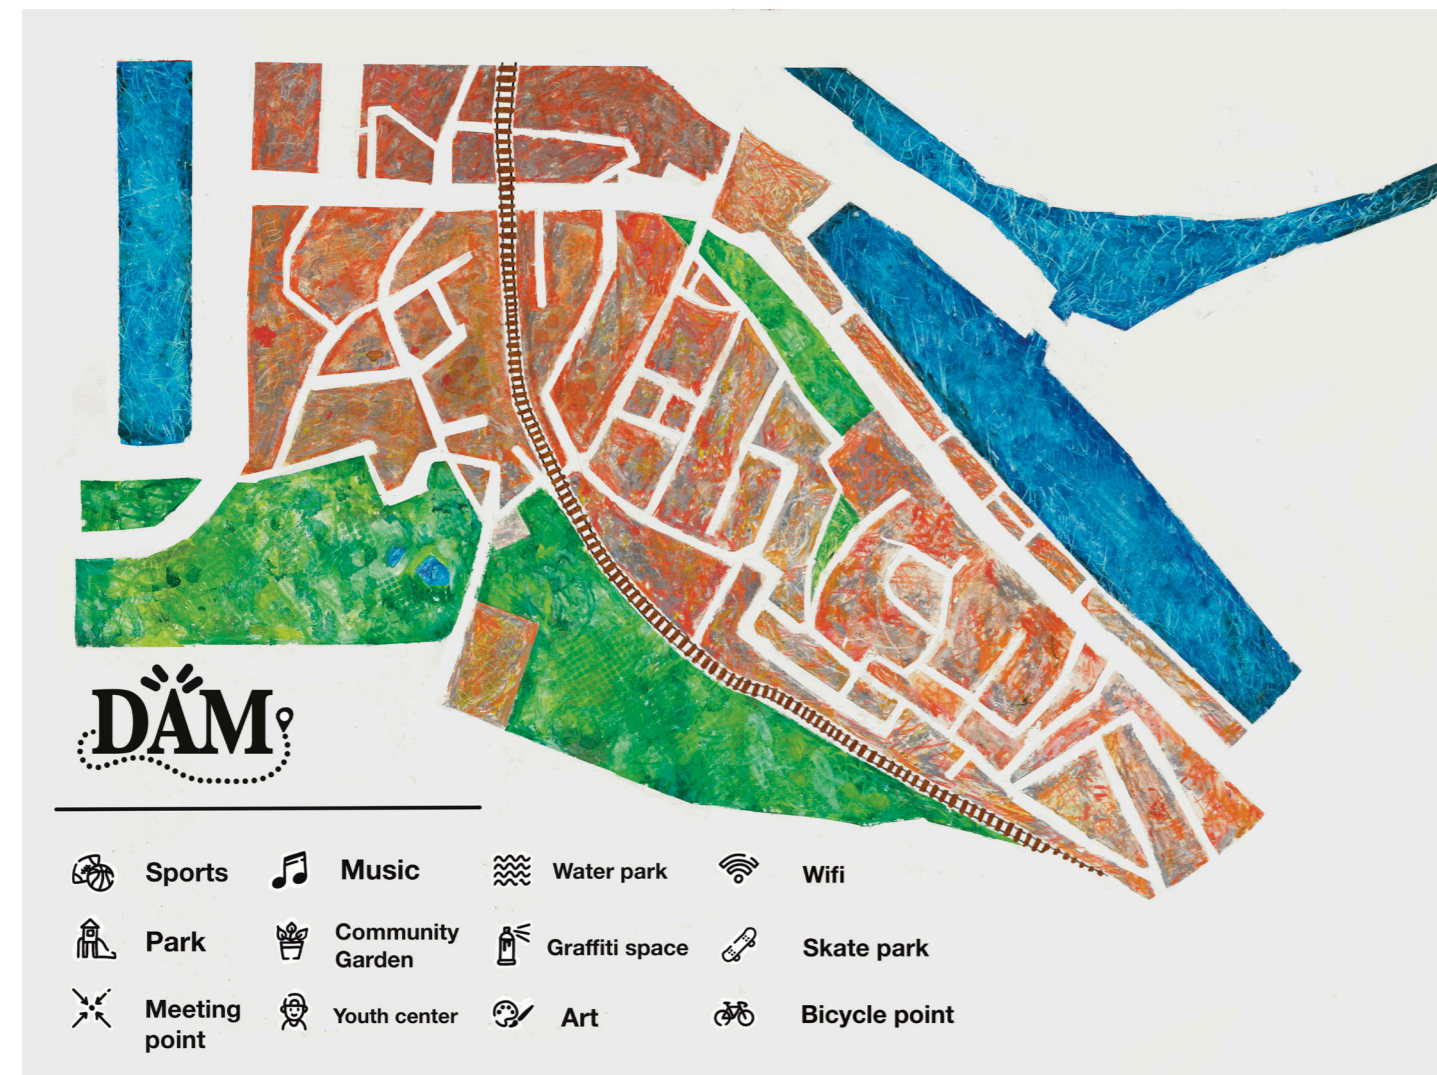 DAM
Sports
Music
Water park
Wifi
Park
Community
Garden
Graffiti space
Skate park
Meeting
point
Youth center
Art
Bicycle point